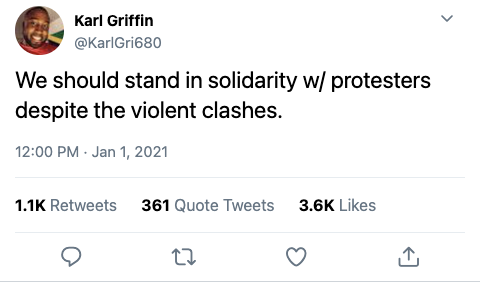 Karl Griffin
@KarlGri680
We should stand in solidarity w/ protesters
despite the violent clashes.
12:00 PM · Jan 1, 2021
1.1K Retweets 361 Quote Tweets 3.6K Likes